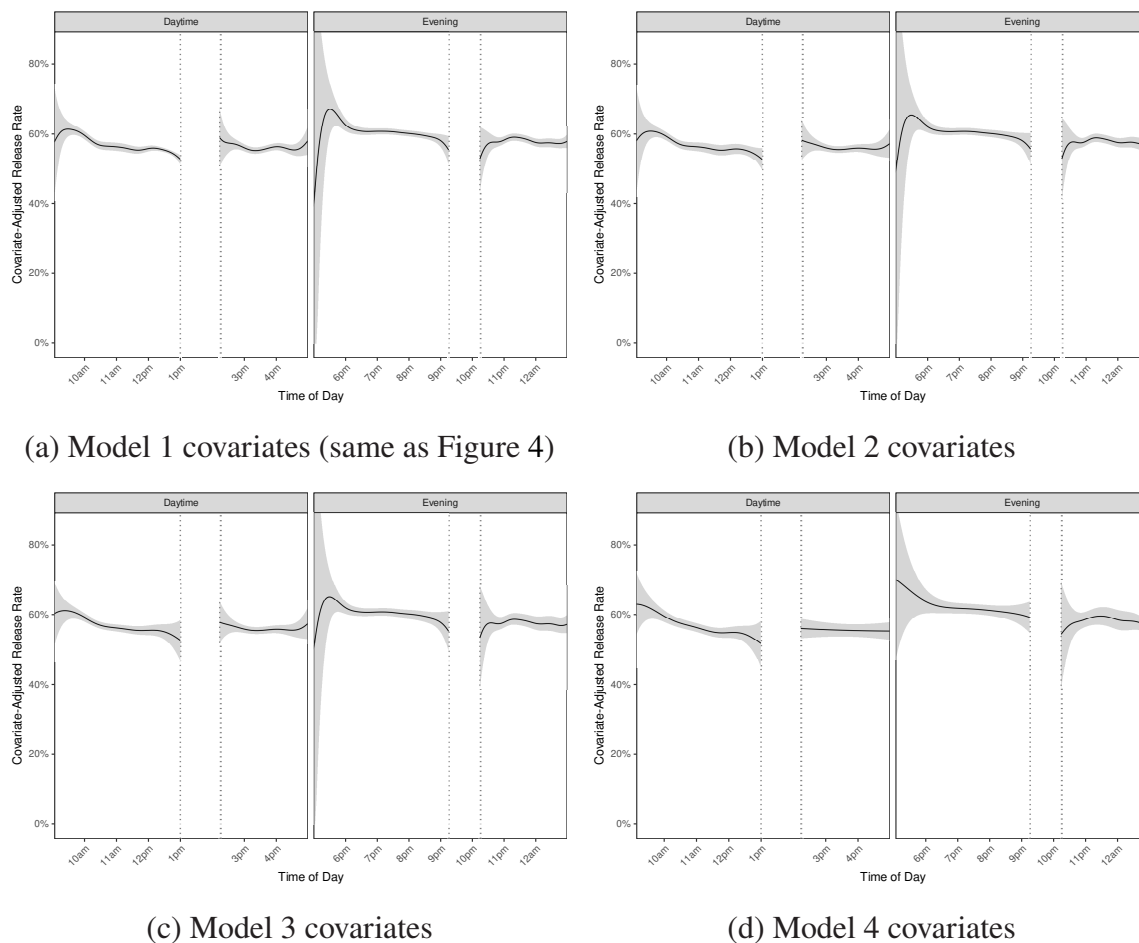 Daytime Evening
Covariate-Adjusted Release Rate
80%
60%
40%
20%
0%
10am 11am 12pm 1pm 3pm 4pm 6pm 7pm 8pm 9pm 10pm 11pm 12am
Time of Day
(a) Model 1 covariates (same as Figure 4)
Daytime Evening
Covariate-Adjusted Release Rate
80%
60%
40%
20%
0%
10am 11am 12pm 1pm 3pm 4pm 6pm 7pm 8pm 9pm 10pm 11pm 12am
Time of Day
(b) Model 2 covariates
Daytime Evening
Covariate-Adjusted Release Rate
80%
60%
40%
20%
0%
10am 11am 12pm 1pm 3pm 4pm 6pm 7pm 8pm 9pm 10pm 11pm 12am
Time of Day
(c) Model 3 covariates
Daytime Evening
Covariate-Adjusted Release Rate
80%
60%
40%
20%
0%
10am 11am 12pm 1pm 3pm 4pm 6pm 7pm 8pm 9pm 10pm 11pm 12am
Time of Day
(d) Model 4 covariates